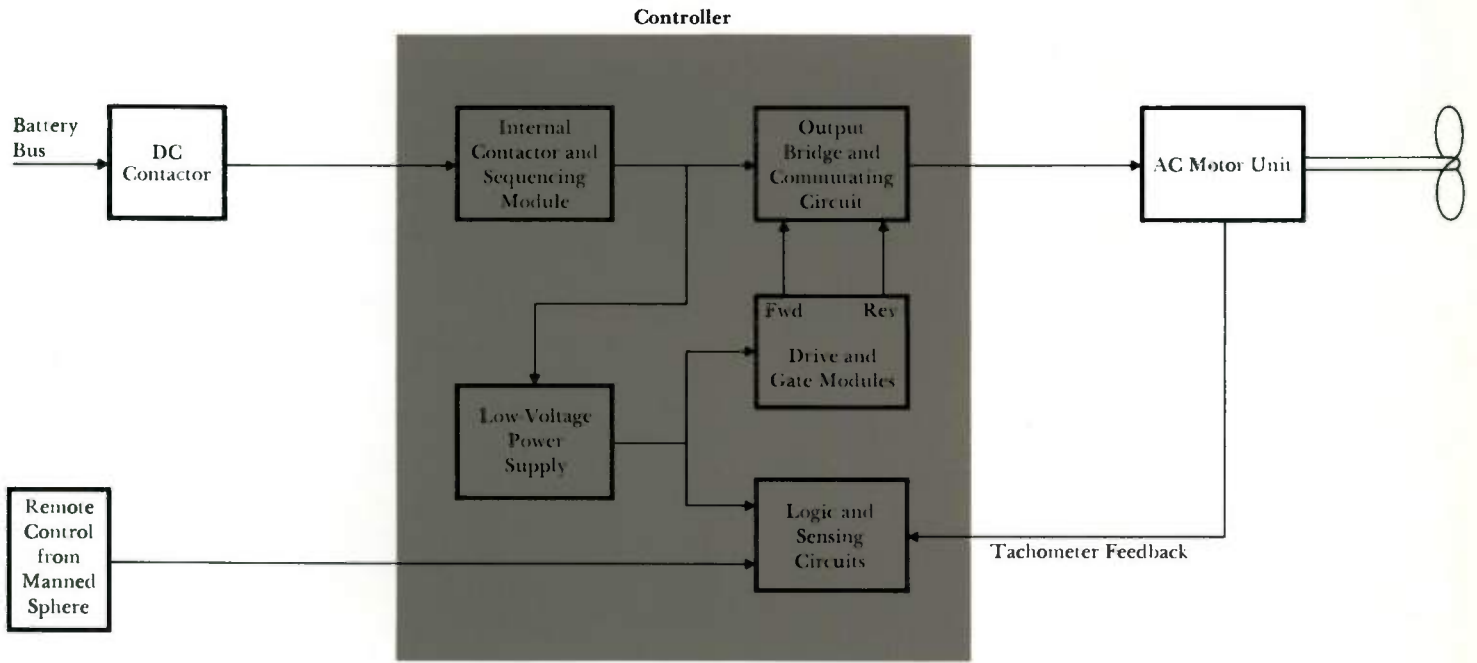 Controller
Battery
Bus
DC
Contactor
Internal
Contactor and
Sequencing
Module
Output
Bridge and
Commutating
Circuit
AC Motor Unit
Fwd Rev
Drive and
Gate Modules
Low-Voltage
Power
Supply
Remote
Control
from
Manned
Sphere
Logic and
Sensing
Circuits
Tachometer Feedback